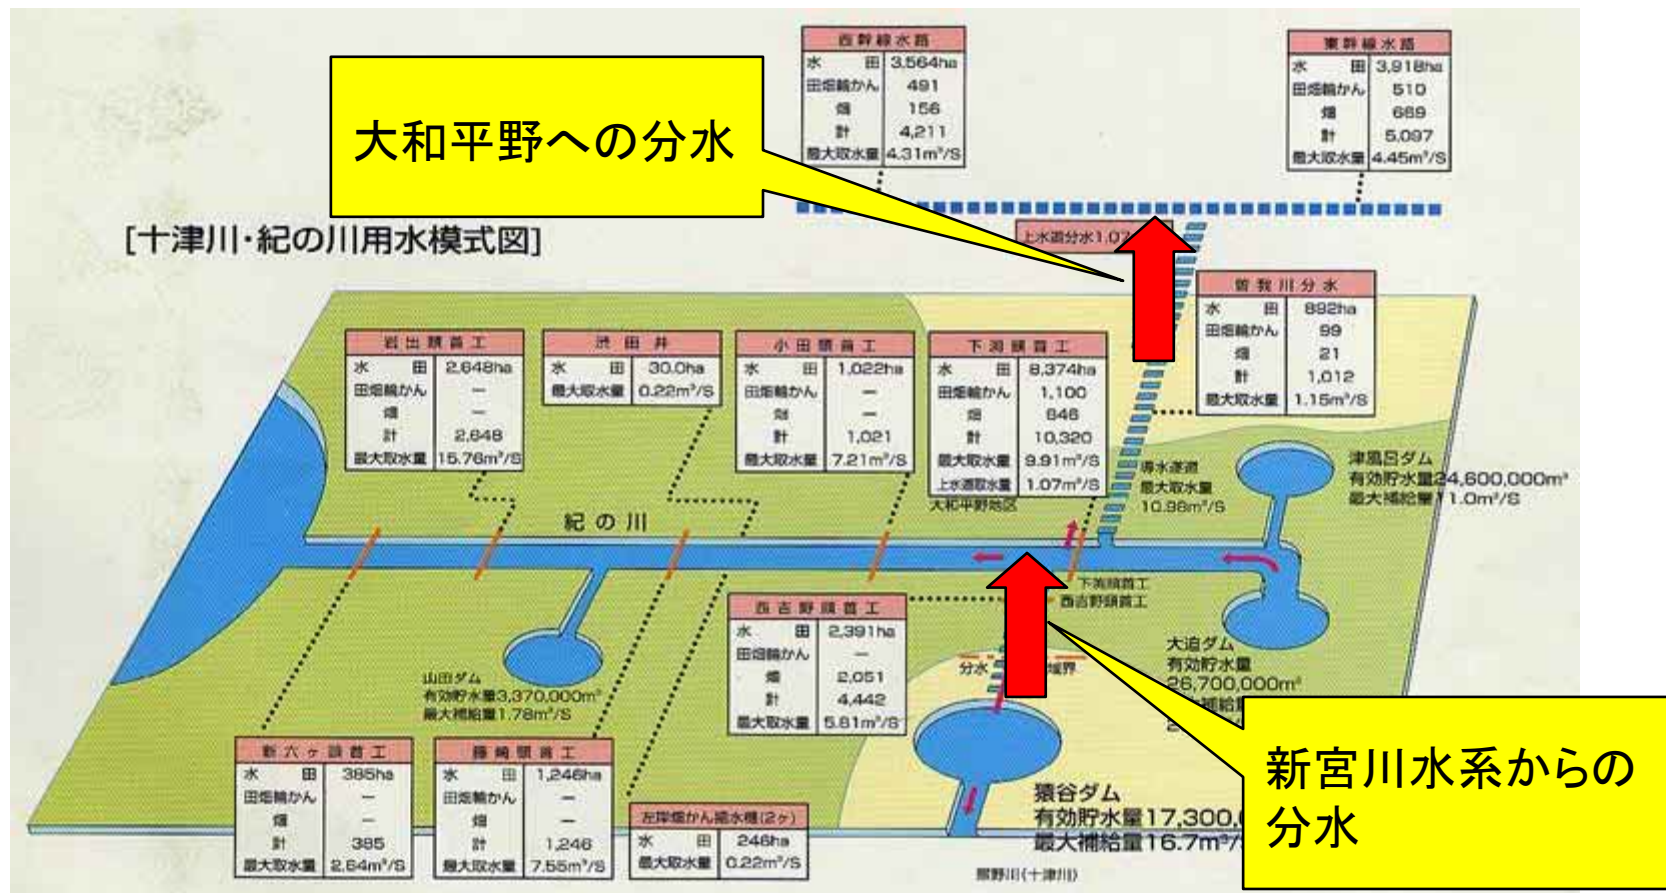 西幹線水路
水 田 3,564ha
田畑輪かん 491
畑 156
計 4,211
最大取水量 4.31m³/S
東幹線水路
水 田 3,918ha
田畑輪かん 510
畑 669
計 5,097
最大取水量 4.45m³/S
大和平野への分水
[十津川・紀の川用水模式図]
上水道分水1.07
曽我川分水
水 田 892ha
田畑輪かん 99
畑 21
計 1,012
最大取水量 1.15m³/S
岩出頭首工
水 田 2,648ha
田畑輪かん −
畑 −
計 2,648
最大取水量 15.76m³/S
渋田井
水 田 30.0ha
最大取水量 0.22m³/S
小田頭首工
水 田 1,022ha
田畑輪かん −
畑 −
計 1,021
最大取水量 7.21m³/S
下渕頭首工
水 田 8,374ha
田畑輪かん 1,100
畑 846
計 10,320
最大取水量 9.91m³/S
上水道取水量 1.07m³/S
大和平野地区
導水隧道
最大取水量
10.98m³/S
津風呂ダム
有効貯水量24,600,000m³
最大補給量11.0m³/S
紀の川
下渕頭首工
西吉野頭首工
西吉野頭首工
水 田 2,391ha
田畑輪かん −
畑 2,051
計 4,442
最大取水量 5.81m³/S
分水
域界
大迫ダム
有効貯水量
26,700,000m³
補給量
山田ダム
有効貯水量3,370,000m³
最大補給量1.78m³/S
新六ヶ頭首工
水 田 385ha
田畑輪かん −
畑 −
計 385
最大取水量 2.64m³/S
藤崎頭首工
水 田 1,246ha
田畑輪かん −
畑 −
計 1,246
最大取水量 7.55m³/S
左岸畑かん揚水機(2ヶ)
水 田 246ha
最大取水量 0.22m³/S
猿谷ダム
有効貯水量17,300,
最大補給量16.7m³/
熊野川(十津川)
新宮川水系からの
分水